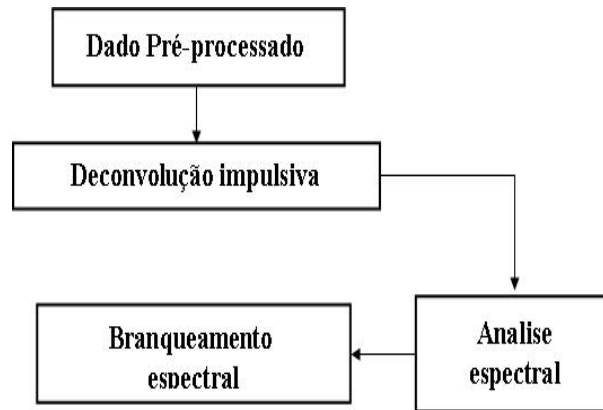 Dado Pré-processado
Deconvolução impulsiva
Branqueamento
espectral
Analise
espectral